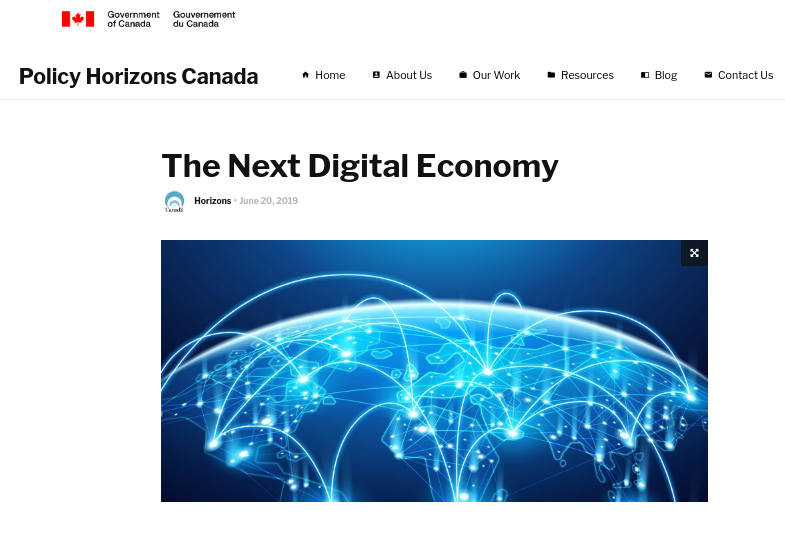 Government of Canada
Gouvernement du Canada
Policy Horizons Canada
Home About Us Our Work Resources Blog Contact Us
The Next Digital Economy
Canada
Horizons • June 20, 2019